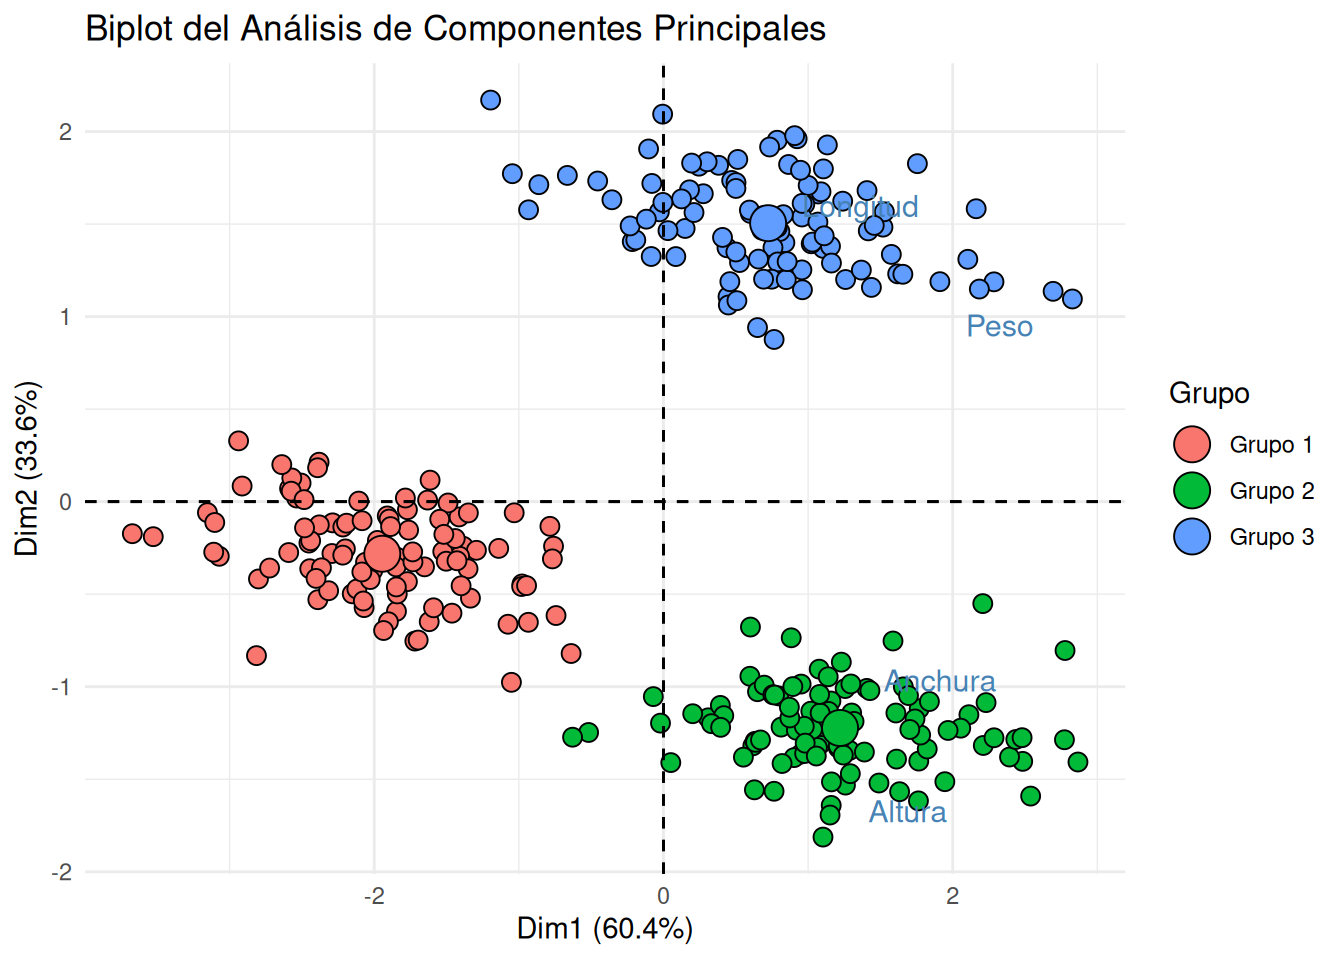 Biplot del Análisis de Componentes Principales
Dim2 (33.6%)
2
1
0
-1
-2
Longitud
Peso
Anchura
Altura
-2
0
2
Dim1 (60.4%)
Grupo
Grupo 1
Grupo 2
Grupo 3